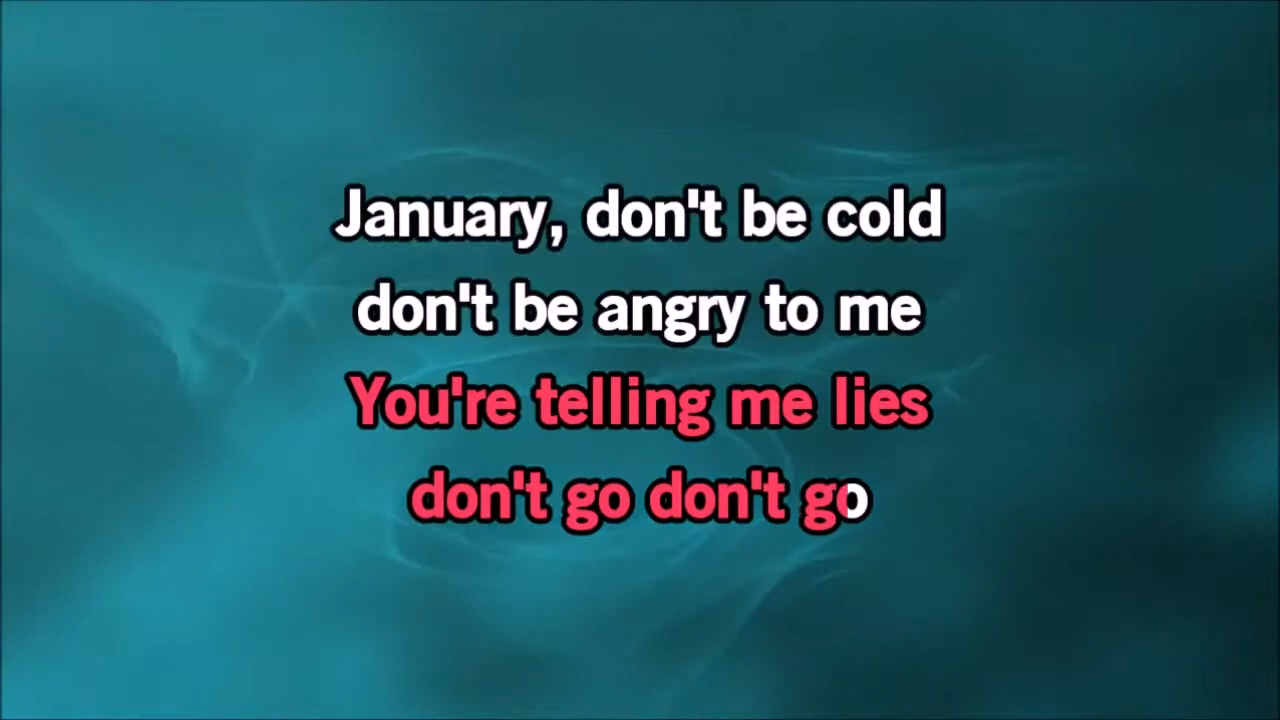 January, don't be cold
don't be angry to me
You're telling me lies
don't go don't go